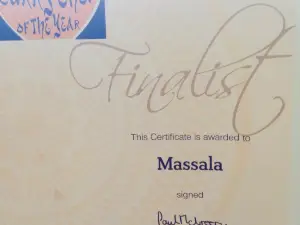 OF THE YEAR
Finalist
This Certificate is awarded to
Massala
signed